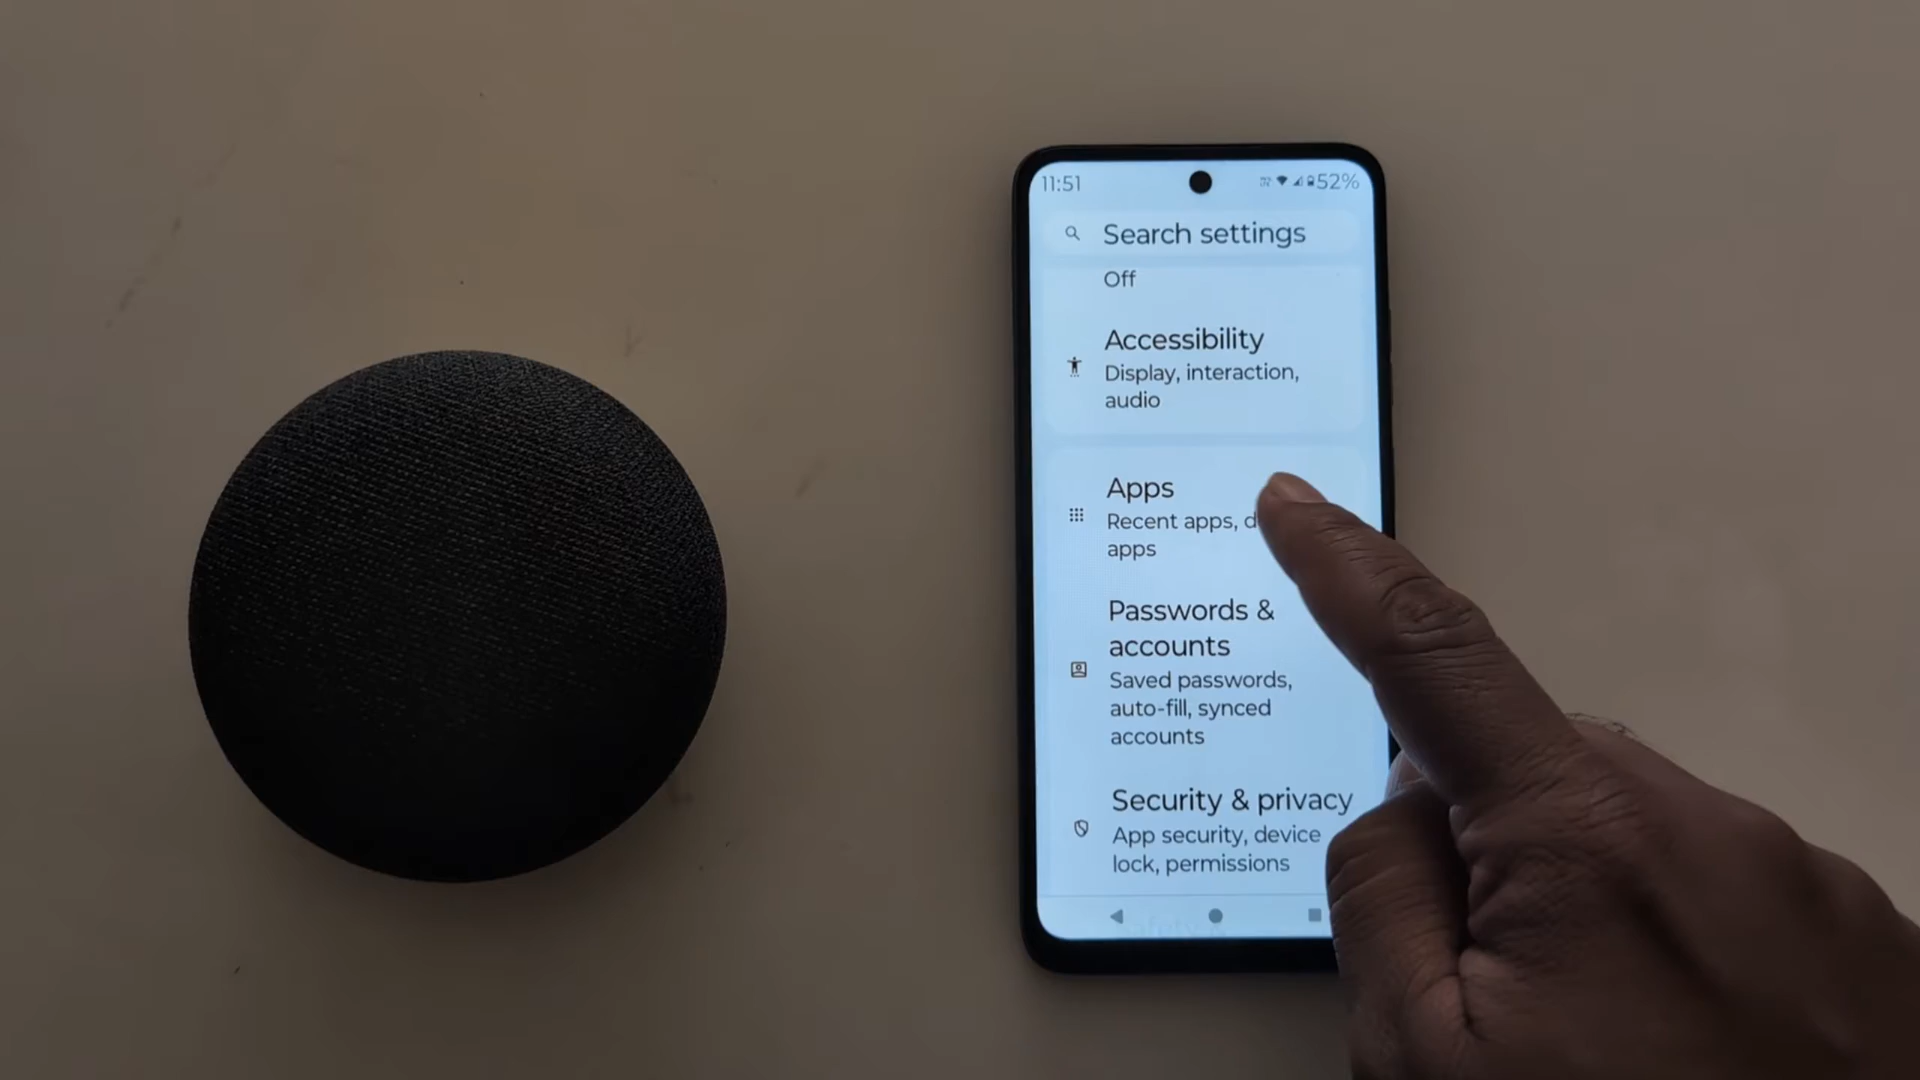 11:51
52%
Search settings
Off
Accessibility
Display, interaction,
audio
Apps
Recent apps,
apps
Passwords &
accounts
Saved passwords,
auto-fill, synced
accounts
Security & privacy
App security, device
lock, permissions
Safety &